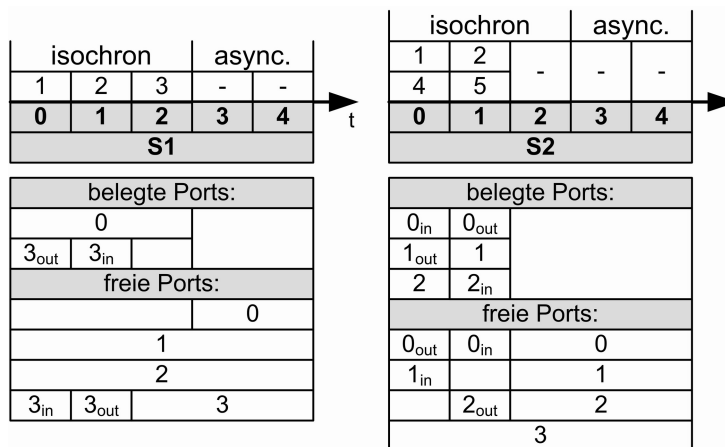 isochron async.
1 2 3 - -
0 1 2 3 4
t
S1
belegte Ports:
0
3out 3in
freie Ports:
0
1
2
3in 3out 3
isochron async.
1 2 - - -
4 5
0 1 2 3 4
S2
belegte Ports:
0in 0out
1out 1
2 2in
freie Ports:
0out 0in 0
1in 1
2out 2
3